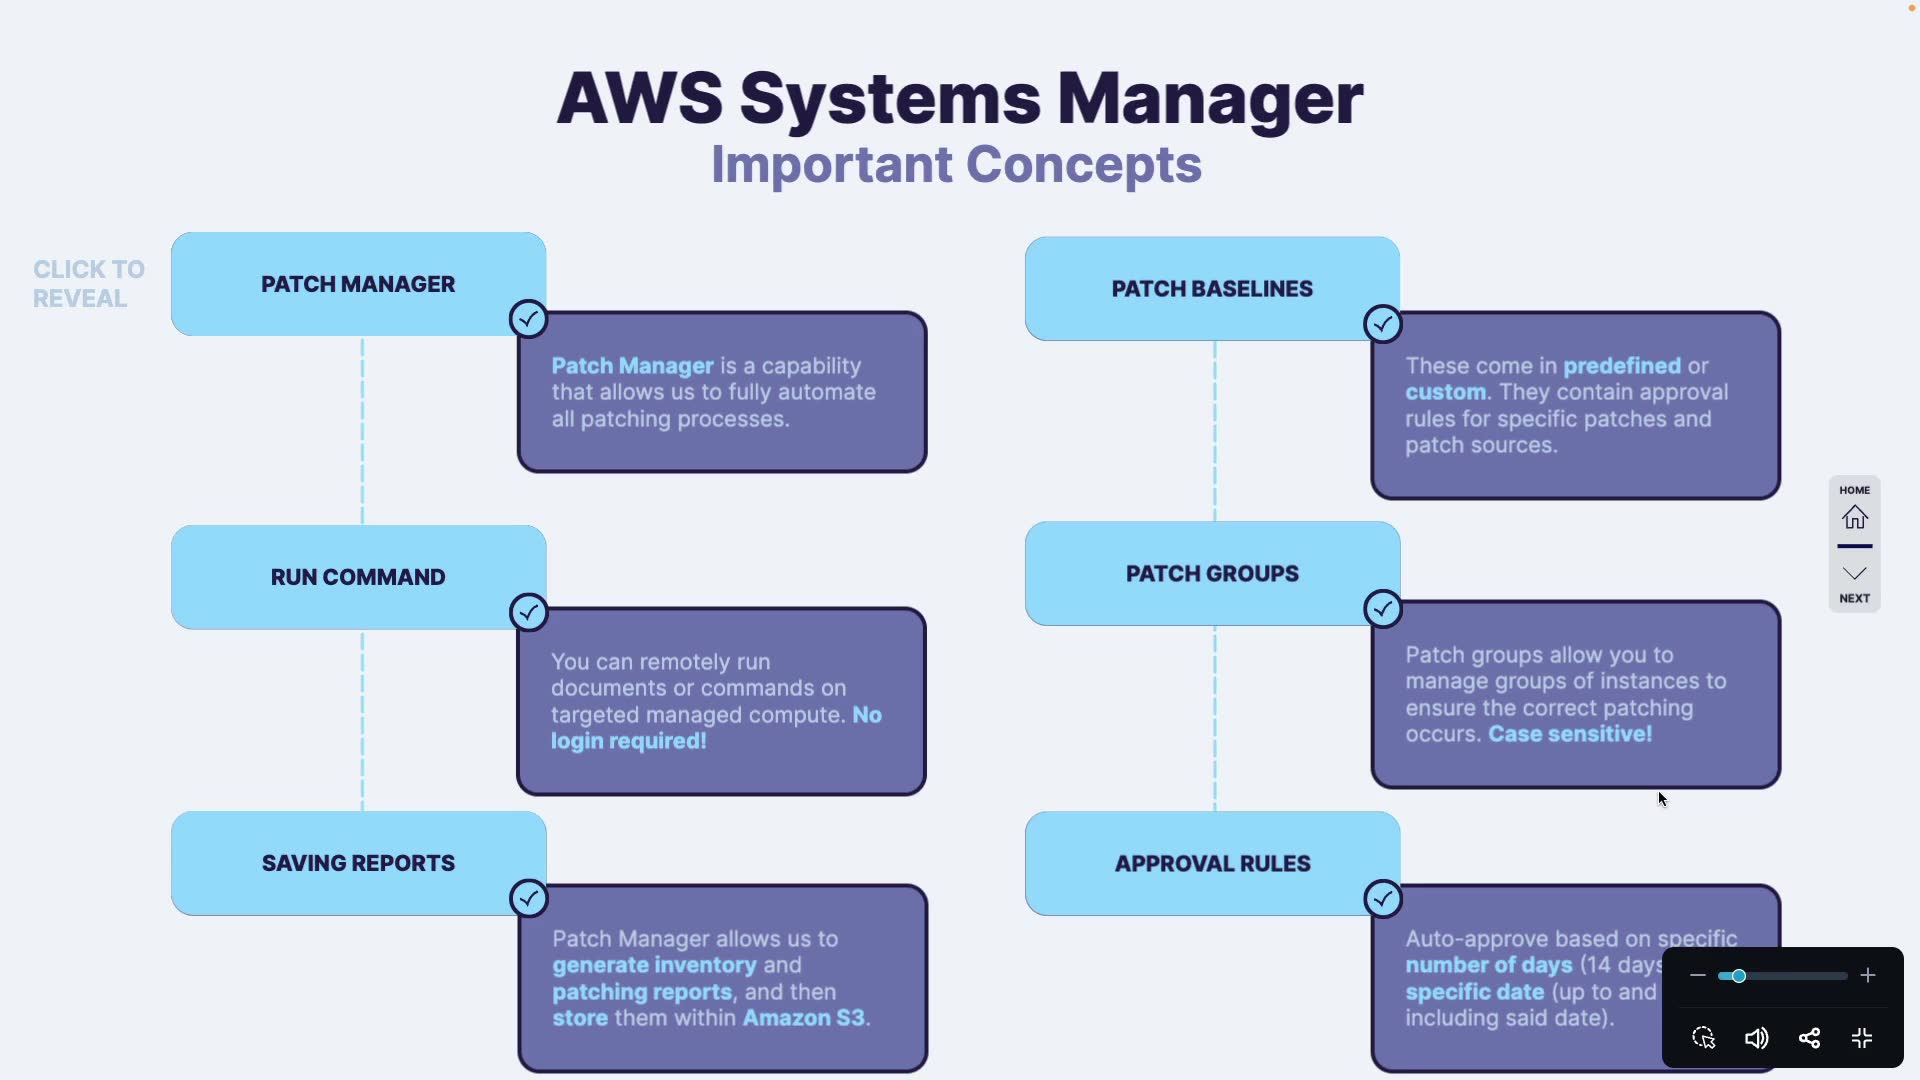 AWS Systems Manager
Important Concepts
CLICK TO
REVEAL
PATCH MANAGER
Patch Manager is a capability
that allows us to fully automate
all patching processes.
RUN COMMAND
You can remotely run
documents or commands on
targeted managed compute. No
login required!
SAVING REPORTS
Patch Manager allows us to
generate inventory and
patching reports, and then
store them within Amazon S3.
PATCH BASELINES
These come in predefined or
custom. They contain approval
rules for specific patches and
patch sources.
PATCH GROUPS
Patch groups allow you to
manage groups of instances to
ensure the correct patching
occurs. Case sensitive!
APPROVAL RULES
Auto-approve based on specific
number of days (14 days
specific date (up to and
including said date).
HOME
NEXT